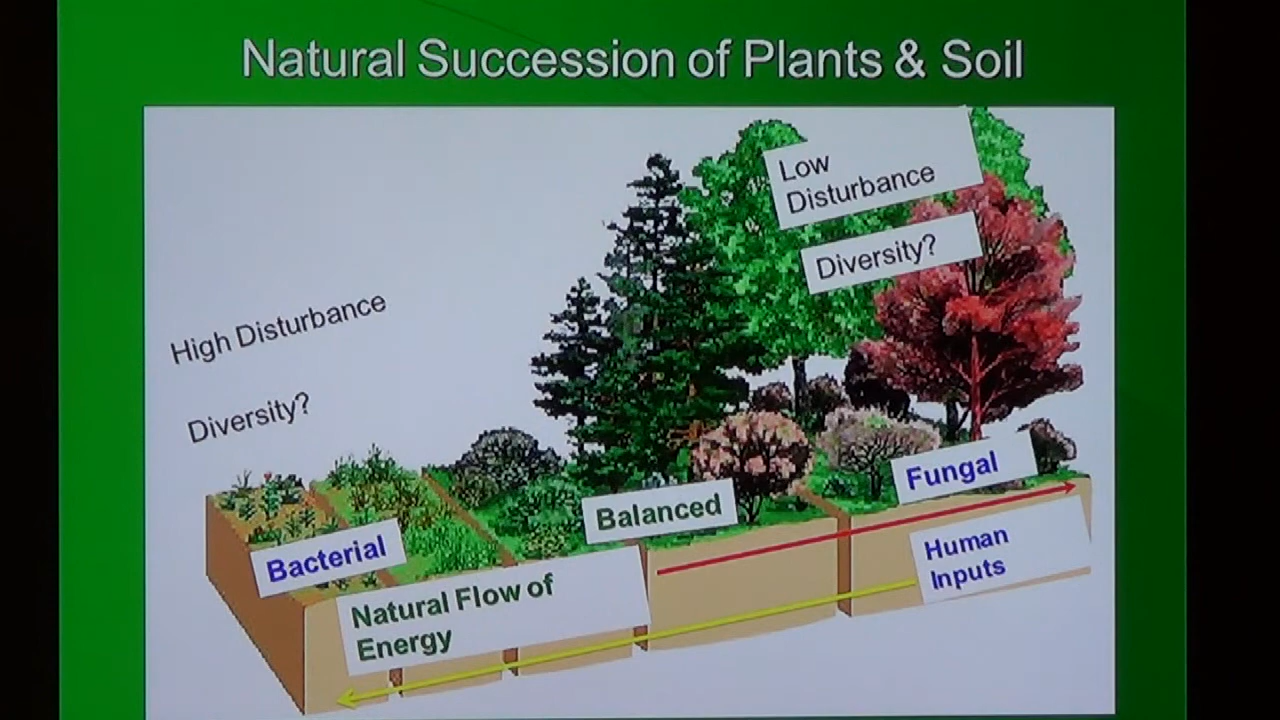 Natural Succession of Plants & Soil
Low
Disturbance
Diversity?
High Disturbance
Diversity?
Fungal
Balanced
Bacterial
Human
Inputs
Natural Flow of
Energy